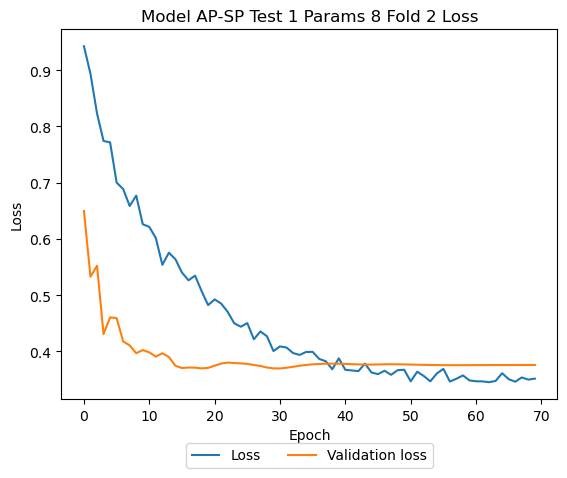 Model AP-SP Test 1 Params 8 Fold 2 Loss
0.9
0.8
0.7
0.6
0.5
0.4
Loss
0 10 20 30 40 50 60 70
Epoch
Loss Validation loss